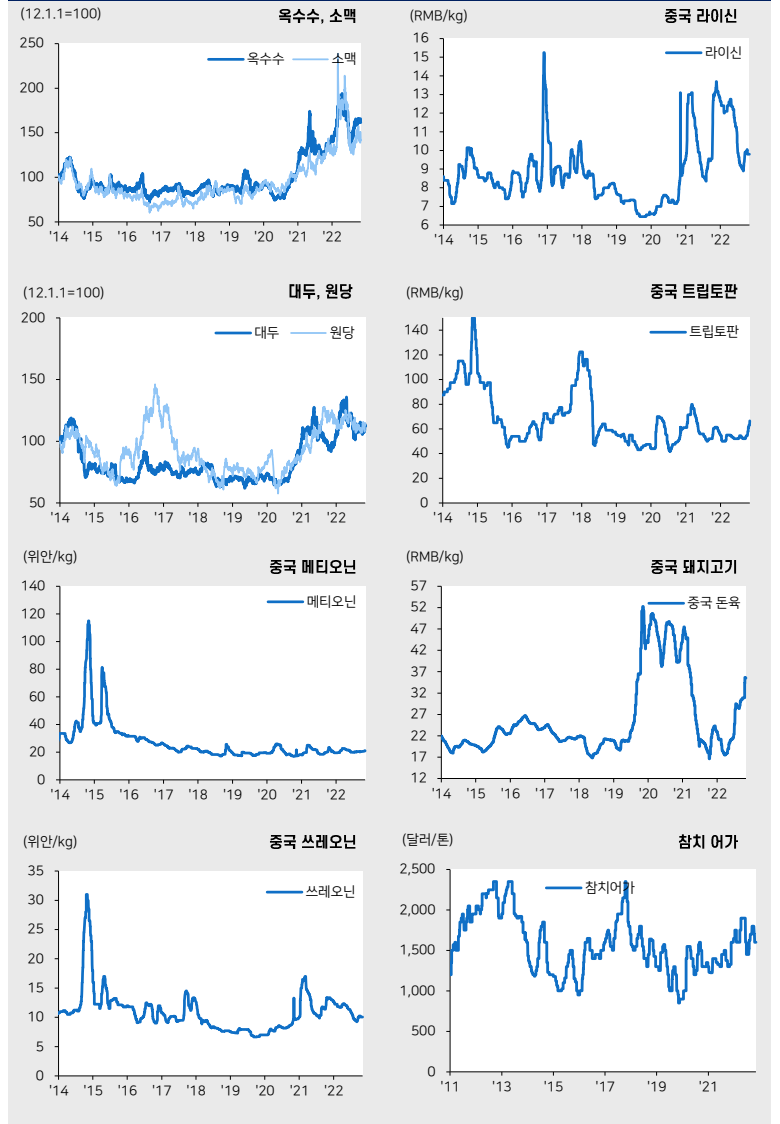 (12.1.1=100) 옥수수, 소맥
옥수수 소맥
250
200
150
100
50
'14 '15 '16 '17 '18 '19 '20 '21 '22
(RMB/kg) 중국 라이신
라이신
16
15
14
13
12
11
10
9
8
7
6
'14 '15 '16 '17 '18 '19 '20 '21 '22
(12.1.1=100) 대두, 원당
대두 원당
200
150
100
50
'14 '15 '16 '17 '18 '19 '20 '21 '22
(RMB/kg) 중국 트립토판
트립토판
140
120
100
80
60
40
20
0
'14 '15 '16 '17 '18 '19 '20 '21 '22
(위안/kg) 중국 메티오닌
메티오닌
140
120
100
80
60
40
20
0
'14 '15 '16 '17 '18 '19 '20 '21 '22
(RMB/kg) 중국 돼지고기
중국 돈육
57
52
47
42
37
32
27
22
17
12
'14 '15 '16 '17 '18 '19 '20 '21 '22
(위안/kg) 중국 쓰레오닌
쓰레오닌
35
30
25
20
15
10
5
0
'14 '15 '16 '17 '18 '19 '20 '21 '22
(달러/톤) 참치 어가
참치어가
2,500
2,000
1,500
1,000
500
0
'11 '13 '15 '17 '19 '21